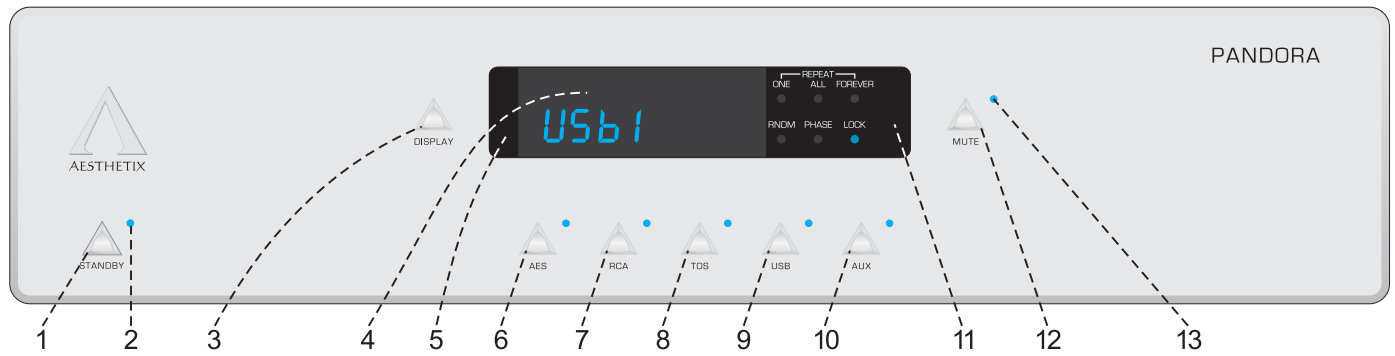 PANDORA
REPEAT
ONE ALL FOREVER
USb1
RNDM PHASE LOCK
DISPLAY
MUTE
AESTHETIX
STANDBY
AES RCA TOS USB AUX
1 2 3 4 5 6 7 8 9 10 11 12 13